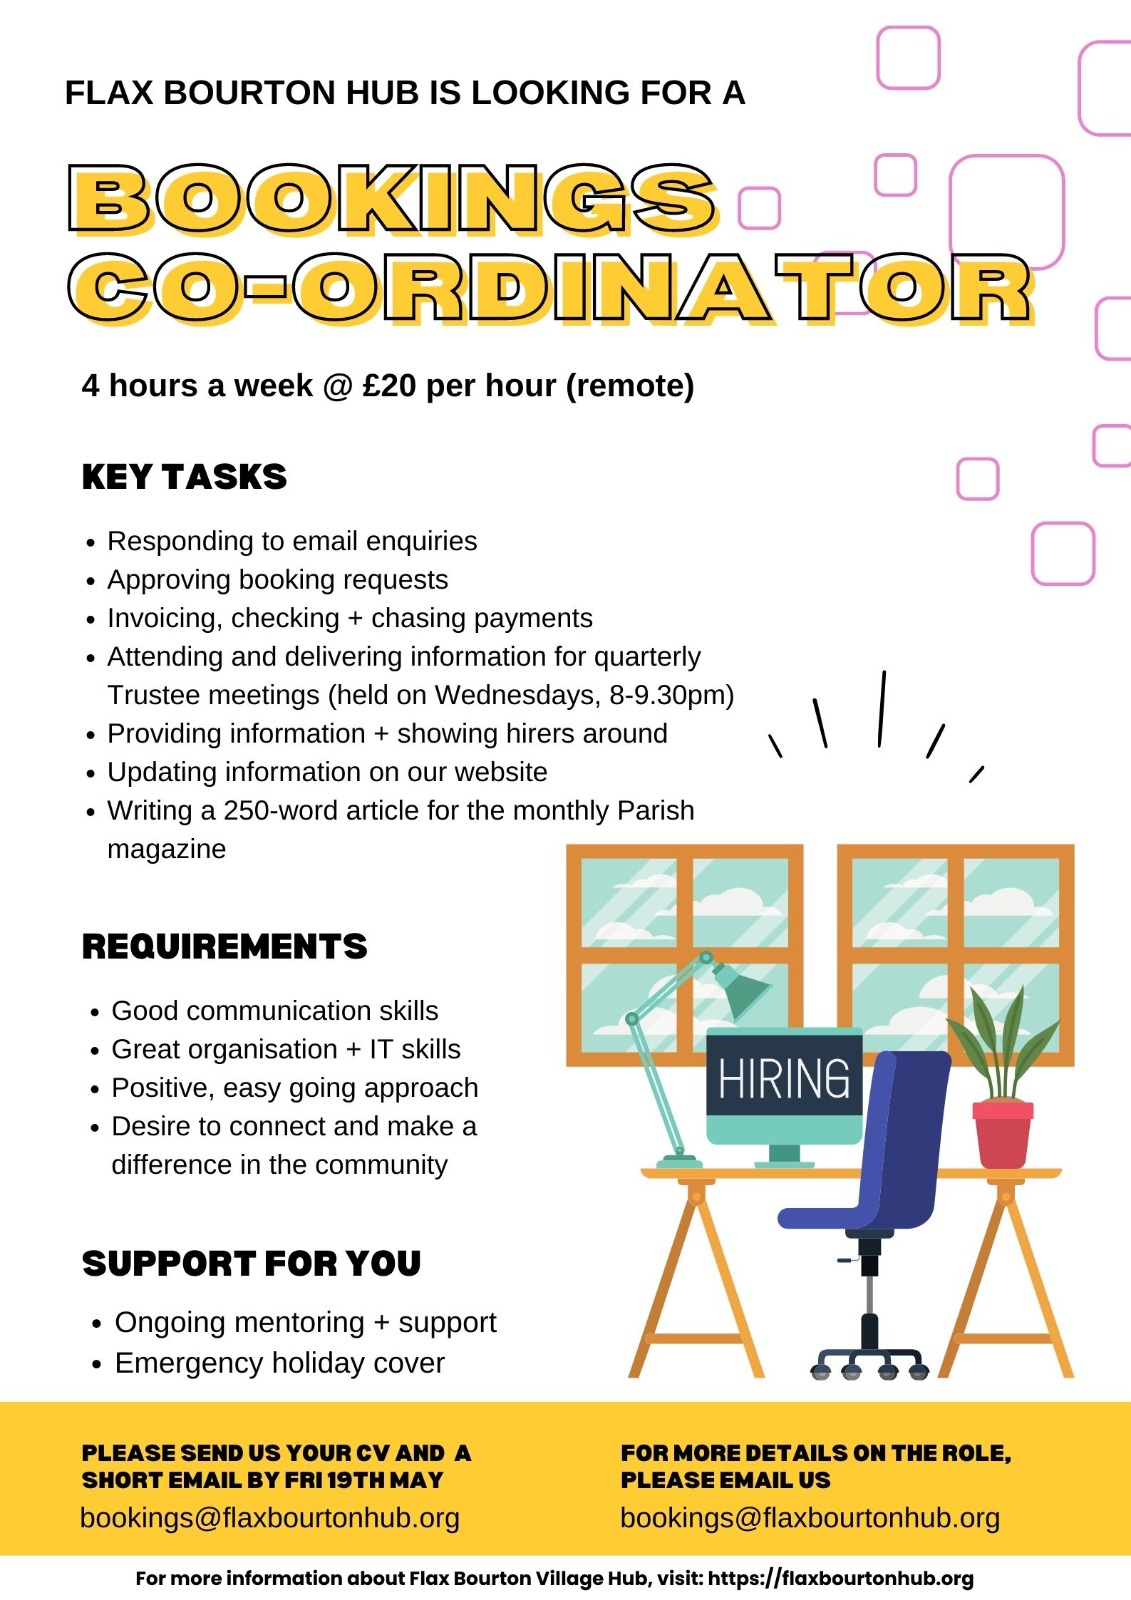 FLAX BOURTON HUB IS LOOKING FOR A
BOOKINGS
CO-ORDINATOR
4 hours a week @ £20 per hour (remote)
KEY TASKS
• Responding to email enquiries
• Approving booking requests
• Invoicing, checking + chasing payments
• Attending and delivering information for quarterly
Trustee meetings (held on Wednesdays, 8-9.30pm)
• Providing information + showing hirers around
• Updating information on our website
• Writing a 250-word article for the monthly Parish
magazine
REQUIREMENTS
• Good communication skills
• Great organisation + IT skills
• Positive, easy going approach
• Desire to connect and make a
difference in the community
HIRING
SUPPORT FOR YOU
• Ongoing mentoring + support
• Emergency holiday cover
PLEASE SEND US YOUR CV AND A
SHORT EMAIL BY FRI 19TH MAY
bookings@flaxbourtonhub.org
FOR MORE DETAILS ON THE ROLE,
PLEASE EMAIL US
bookings@flaxbourtonhub.org
For more information about Flax Bourton Village Hub, visit: https://flaxbourtonhub.org